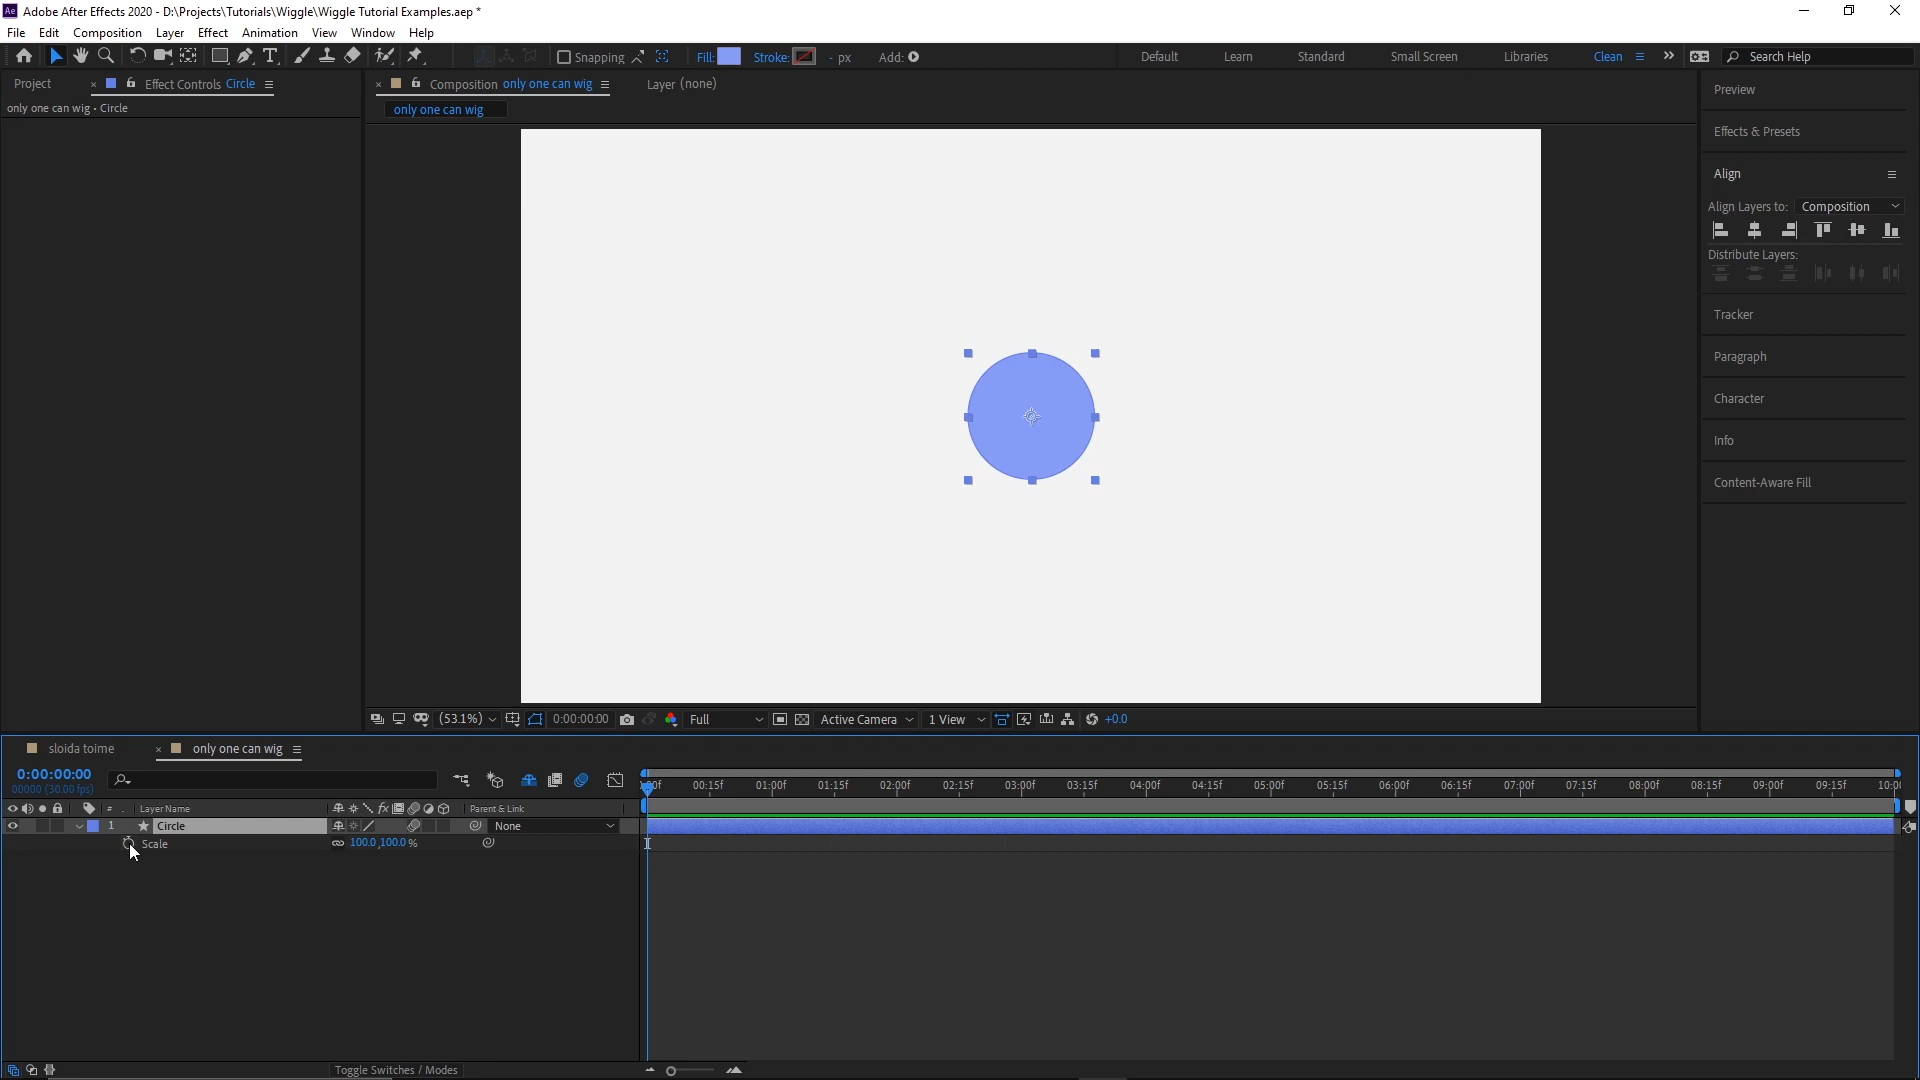 Adobe After Effects 2020 - D:\Projects\Tutorials\Wiggle\Wiggle Tutorial Examples.aep *
File Edit Composition Layer Effect Animation View Window Help
Snapping Fill: Stroke: - px Add: Default Learn Standard Small Screen Libraries Clean Search Help
Project Effect Controls Circle Composition only one can wig Layer (none)
only one can wig • Circle
only one can wig
Preview
Effects & Presets
Align
Align Layers to: Composition
Distribute Layers:
Tracker
Paragraph
Character
Info
Content-Aware Fill
(53.1%) 0:00:00:00 Full Active Camera 1 View +0.0
sloida toime only one can wig
0:00:00:00
00000 (30.00 fps)
00:15f 01:00f 01:15f 02:00f 02:15f 03:00f 03:15f 04:00f 04:15f 05:00f 05:15f 06:00f 06:15f 07:00f 07:15f 08:00f 08:15f 09:00f 09:15f
# . Layer Name Parent & Link
1 Circle None
Scale 100.0,100.0 %
Toggle Switches / Modes